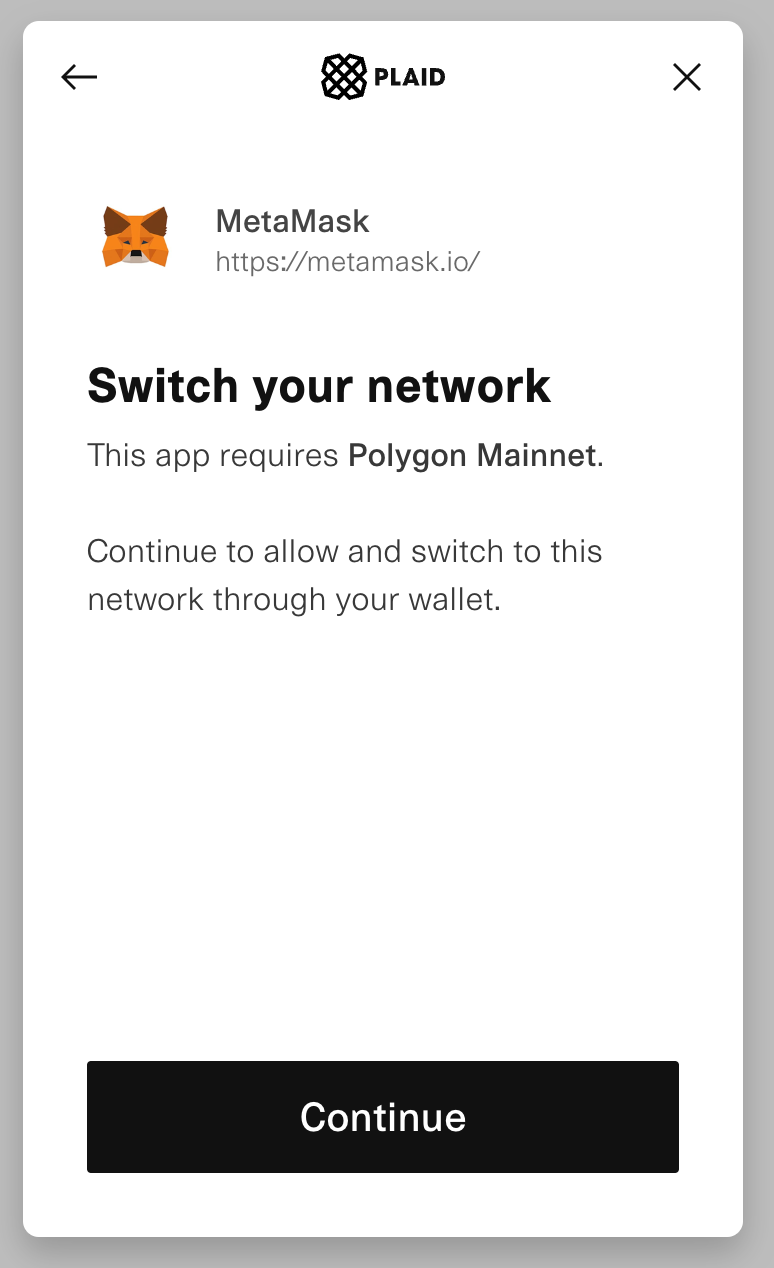 PLAID
MetaMask
https://metamask.io/
Switch your network
This app requires Polygon Mainnet.
Continue to allow and switch to this
network through your wallet.
Continue